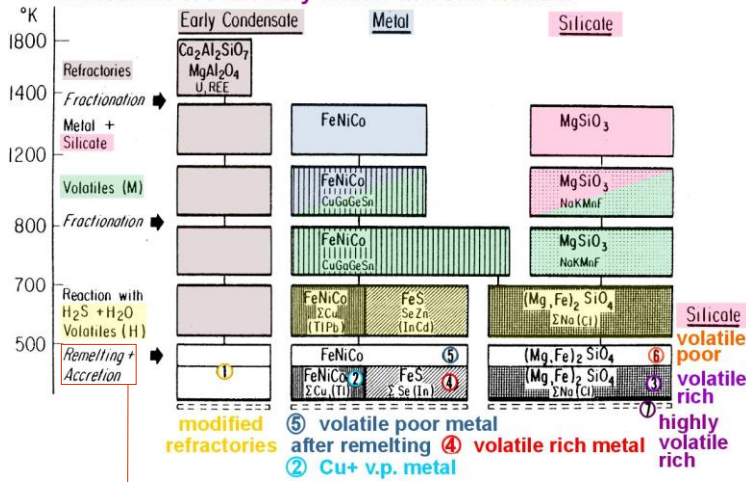 °K
Early Condensate
Metal
Silicate
1800
Ca2Al2SiO7
MgAl2O4
U, REE
Refractories
1400
Fractionation
Metal +
Silicate
FeNiCo
MgSiO3
1200
Volatiles (M)
FeNiCo
CuGaGeSn
MgSiO3
NaKMnF
800
Fractionation
FeNiCo
CuGaGeSn
MgSiO3
NaKMnF
700
Reaction with
H2S + H2O
Volatiles (H)
FeNiCo
ΣCu
(TlPb)
FeS
SeZn
(InCd)
(Mg,Fe)2 SiO4
ΣNa(Cl)
Silicate
500
Remelting +
Accretion
1
FeNiCo
5
(Mg,Fe)2 SiO4
6
volatile
poor
FeNiCo
ΣCu,(Tl)
2
FeS
ΣSe(In)
4
(Mg,Fe)2 SiO4
ΣNa(Cl)
3
volatile
rich
7
highly
volatile
rich
modified
refractories
5 volatile poor metal
after remelting
4 volatile rich metal
2 Cu+ v.p. metal